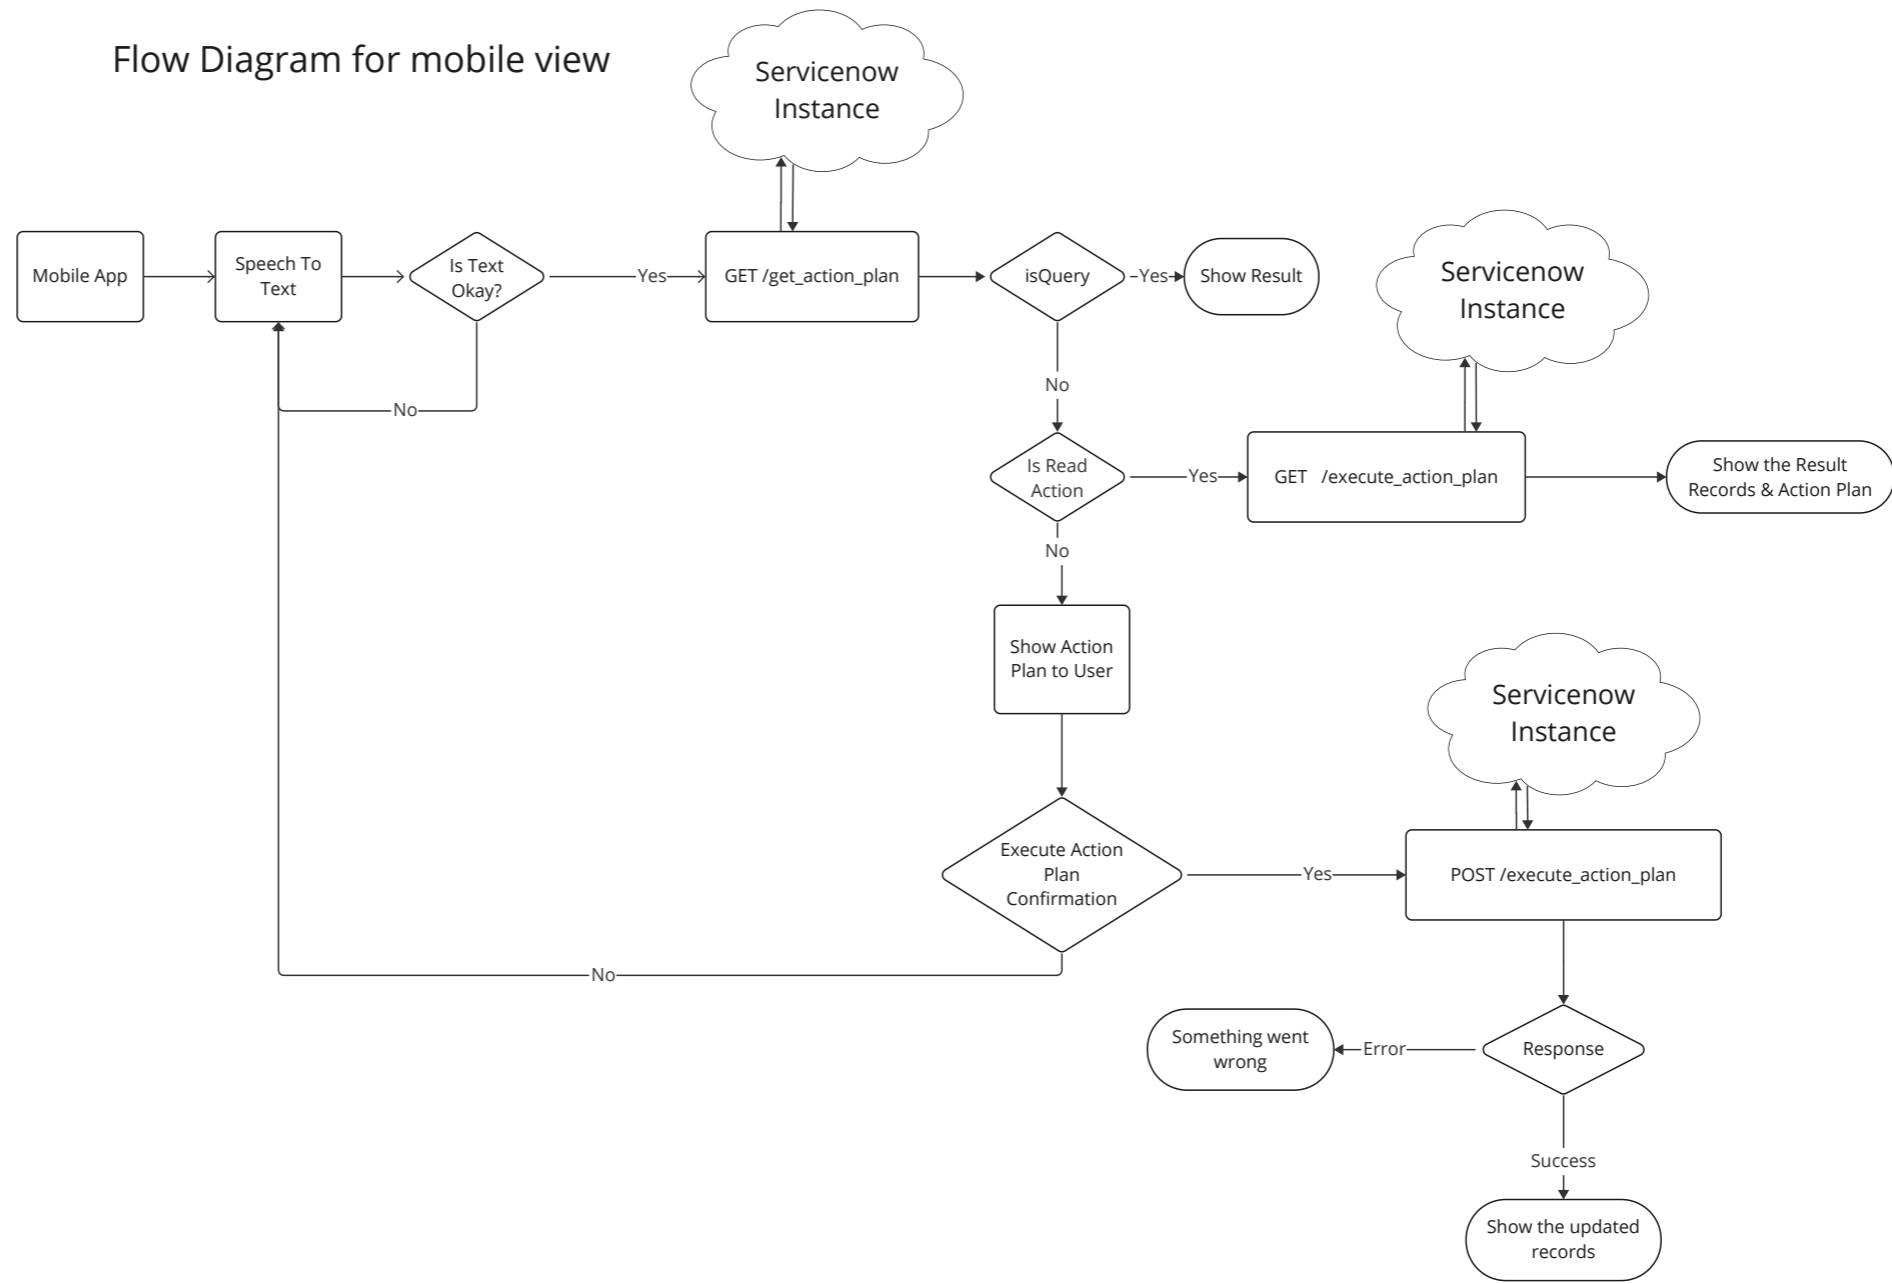 Flow Diagram for mobile view
Servicenow
Instance
Mobile App
Speech To
Text
Is Text
Okay?
Yes
GET /get_action_plan
isQuery
Yes
Show Result
Servicenow
Instance
No
No
Is Read
Action
Yes
GET /execute_action_plan
Show the Result
Records & Action Plan
No
Show Action
Plan to User
Servicenow
Instance
Execute Action
Plan
Confirmation
Yes
POST /execute_action_plan
No
Something went
wrong
Error
Response
Success
Show the updated
records